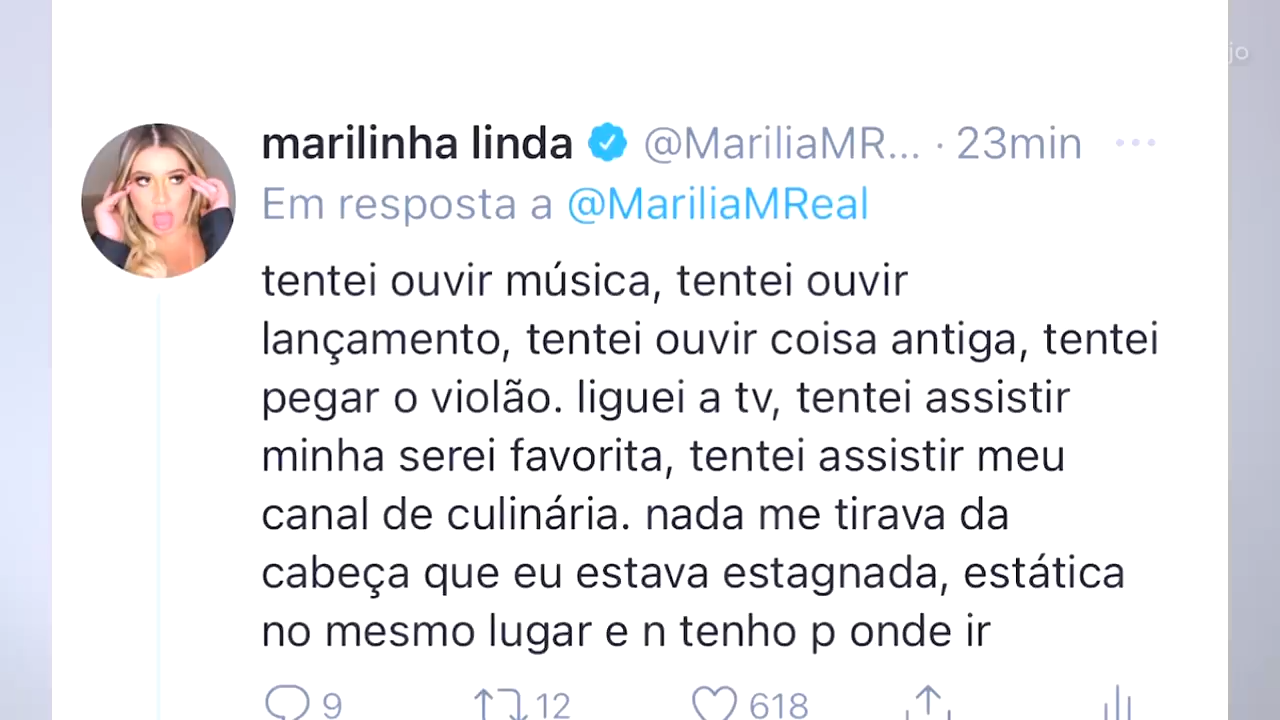 jo
marilinha linda @MariliaMR... · 23min
Em resposta a @MariliaMReal
tentei ouvir música, tentei ouvir
lançamento, tentei ouvir coisa antiga, tentei
pegar o violão. liguei a tv, tentei assistir
minha serei favorita, tentei assistir meu
canal de culinária. nada me tirava da
cabeça que eu estava estagnada, estática
no mesmo lugar e n tenho p onde ir
9 12 618